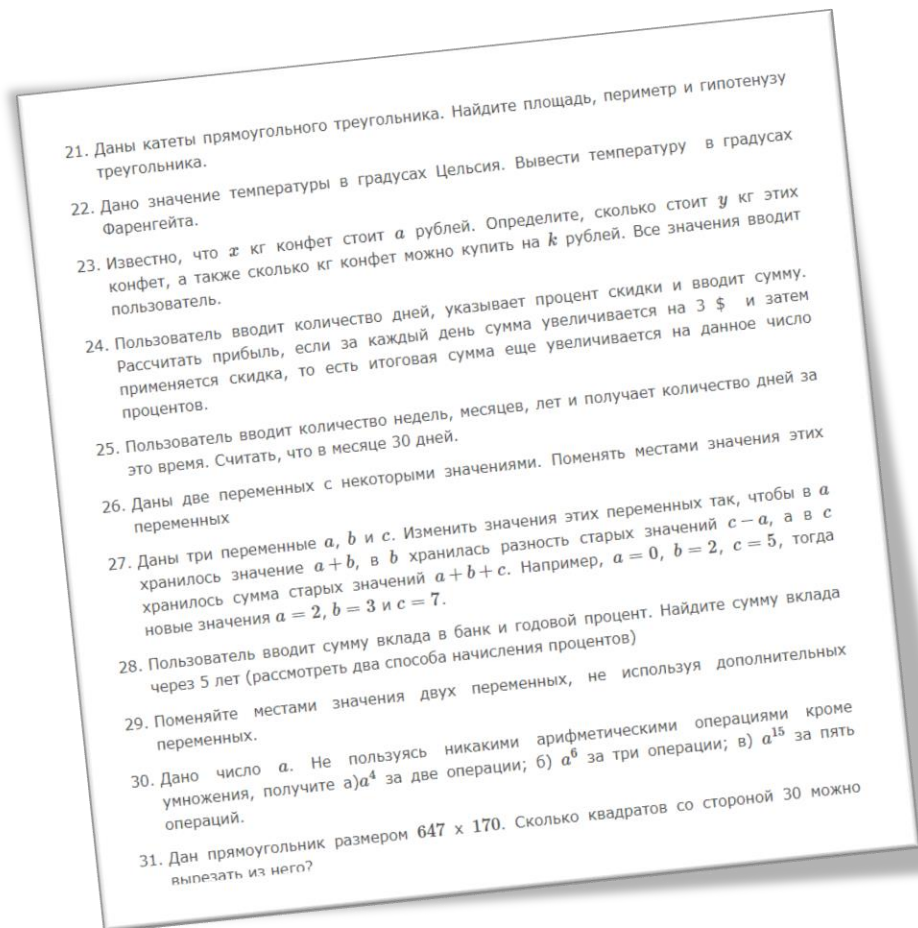 21. Даны катеты прямоугольного треугольника. Найдите площадь, периметр и гипотенузу
треугольника.
22. Дано значение температуры в градусах Цельсия. Вывести температуру в градусах
Фаренгейта.
23. Известно, что x кг конфет стоит a рублей. Определите, сколько стоит y кг этих
конфет, а также сколько кг конфет можно купить на k рублей. Все значения вводит
пользователь.
24. Пользователь вводит количество дней, указывает процент скидки и вводит сумму.
Рассчитать прибыль, если за каждый день сумма увеличивается на 3 $ и затем
применяется скидка, то есть итоговая сумма еще увеличивается на данное число
процентов.
25. Пользователь вводит количество недель, месяцев, лет и получает количество дней за
это время. Считать, что в месяце 30 дней.
26. Даны две переменных с некоторыми значениями. Поменять местами значения этих
переменных
27. Даны три переменные a, b и c. Изменить значения этих переменных так, чтобы в a
хранилось значение a+b, в b хранилась разность старых значений c−a, а в c
хранилось сумма старых значений a+b+c. Например, a = 0, b = 2, c = 5, тогда
новые значения a = 2, b = 3 и c = 7.
28. Пользователь вводит сумму вклада в банк и годовой процент. Найдите сумму вклада
через 5 лет (рассмотреть два способа начисления процентов)
29. Поменяйте местами значения двух переменных, не используя дополнительных
переменных.
30. Дано число a. Не пользуясь никакими арифметическими операциями кроме
умножения, получите а)a⁴ за две операции; б) a⁶ за три операции; в) a¹⁵ за пять
операций.
31. Дан прямоугольник размером 647 x 170. Сколько квадратов со стороной 30 можно
вырезать из него?